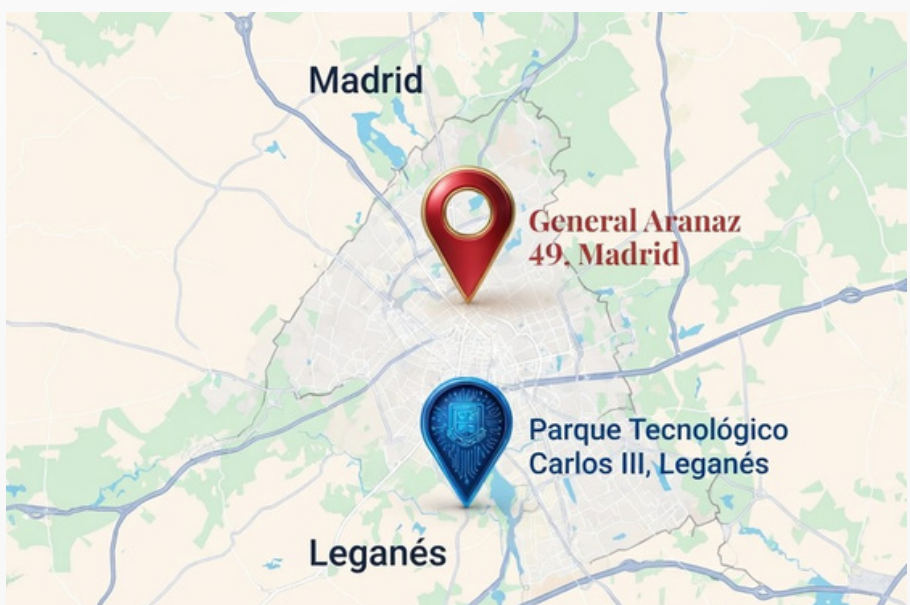 Madrid
General Aranaz
49, Madrid
Parque Tecnológico
Carlos III, Leganés
Leganés